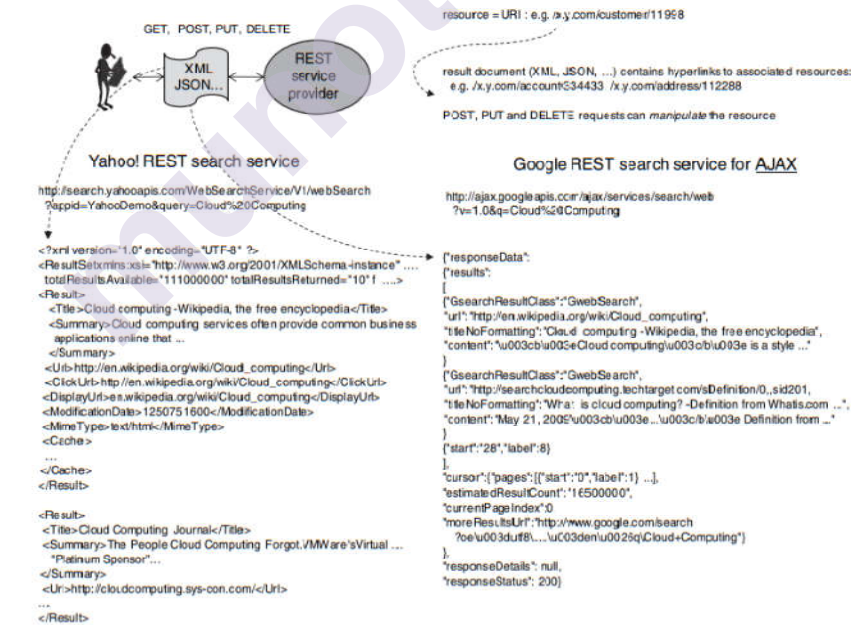 GET, POST, PUT, DELETE
XML
JSON...
REST
service
provider
resource = URI : e.g. /x.y.com/customer/11998
result document (XML, JSON, ...) contains hyperlinks to associated resources:
e.g. /x.y.com/account/334433 /x.y.com/address/112288
POST, PUT and DELETE requests can manipulate the resource
Yahoo! REST search service
http://search.yahooapis.com/WebSearchService/V1/webSearch
?appid=YahooDemo&query=Cloud%20Computing
<?xml version="1.0" encoding="UTF-8" ?>
<ResultSetxmlns:xsi="http://www.w3.org/2001/XMLSchema-instance" ....
totalResultsAvailable="111000000" totalResultsReturned="10" f ....>
<Result>
<Title>Cloud computing -Wikipedia, the free encyclopedia</Title>
<Summary>Cloud computing services often provide common business
applications online that ...
</Summary>
<Url>http://en.wikipedia.org/wiki/Cloud_computing</Url>
<ClickUrl>http://en.wikipedia.org/wiki/Cloud_computing</ClickUrl>
<DisplayUrl>en.wikipedia.org/wiki/Cloud_computing</DisplayUrl>
<ModificationDate>1250751600</ModificationDate>
<MimeType>text/html</MimeType>
<Cache>
...
</Cache>
</Result>
<Result>
<Title>Cloud Computing Journal</Title>
<Summary>The People Cloud Computing Forgot.VMWare'sVirtual ...
"Platinum Sponsor"...
</Summary>
<Url>http://cloudcomputing.sys-con.com/</Url>
...
</Result>
Google REST search service for AJAX
http://ajax.googleapis.com/ajax/services/search/web
?v=1.0&q=Cloud%20Computing
{"responseData":
{"results":
[
{"GsearchResultClass":"GwebSearch",
"url":"http://en.wikipedia.org/wiki/Cloud_computing",
"titleNoFormatting":"Cloud computing -Wikipedia, the free encyclopedia",
"content":"\u003cb\u003eCloud computing\u003c/b\u003e is a style ..."
}
{"GsearchResultClass":"GwebSearch",
"url":"http://searchcloudcomputing.techtarget.com/sDefinition/0,,sid201,
"titleNoFormatting":"What is cloud computing? -Definition from Whatis.com ...",
"content":"May 21, 2009\u003cb\u003e...\u003c/b\u003e Definition from ..."
}
{"start":"28","label":8}
],
"cursor":{"pages":[{"start":"0","label":1} ...],
"estimatedResultCount":"16500000",
"currentPageIndex":0
"moreResultsUrl":"http://www.google.com/search
?oe\u003dutf8\....\u003den\u0026q\Cloud+Computing"}
},
"responseDetails": null,
"responseStatus": 200}